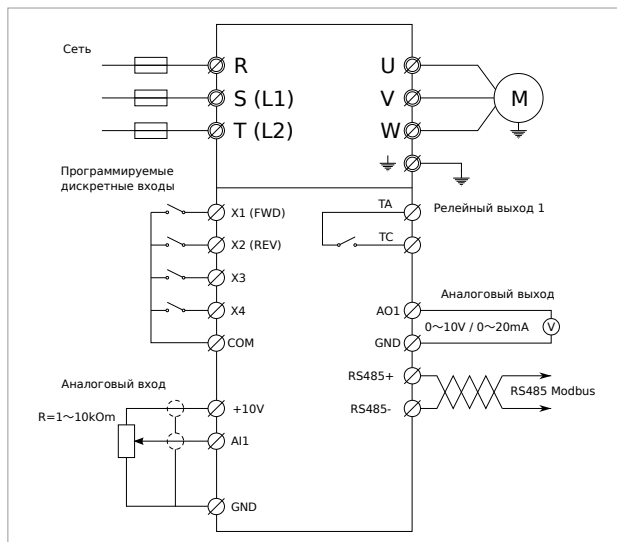 Сеть
R
U
S (L1)
V
M
T (L2)
W
Программируемые
дискретные входы
X1 (FWD)
TA
Релейный выход 1
X2 (REV)
TC
X3
X4
COM
Аналоговый выход
AO1
0～10V / 0～20mA
V
GND
RS485+
RS485 Modbus
RS485-
Аналоговый вход
R=1～10kOm
+10V
AI1
GND